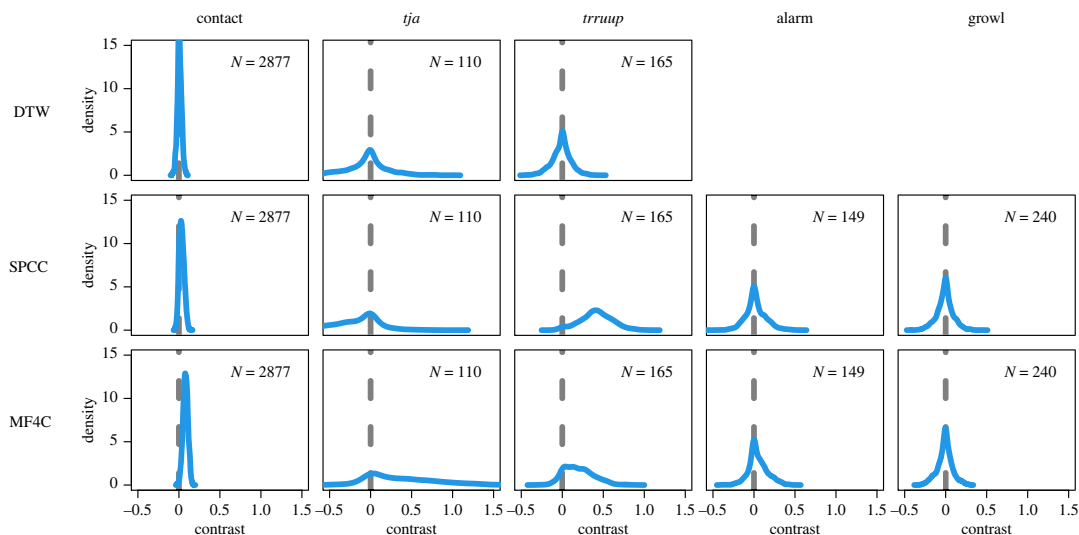 contact tja trruup alarm growl
DTW
density
15
10
5
0
N = 2877
N = 110
N = 165
SPCC
density
15
10
5
0
N = 2877
N = 110
N = 165
N = 149
N = 240
MF4C
density
15
10
5
0
N = 2877
N = 110
N = 165
N = 149
N = 240
−0.5 0 0.5 1.0 1.5
−0.5 0 0.5 1.0 1.5
−0.5 0 0.5 1.0 1.5
−0.5 0 0.5 1.0 1.5
−0.5 0 0.5 1.0 1.5
contrast contrast contrast contrast contrast